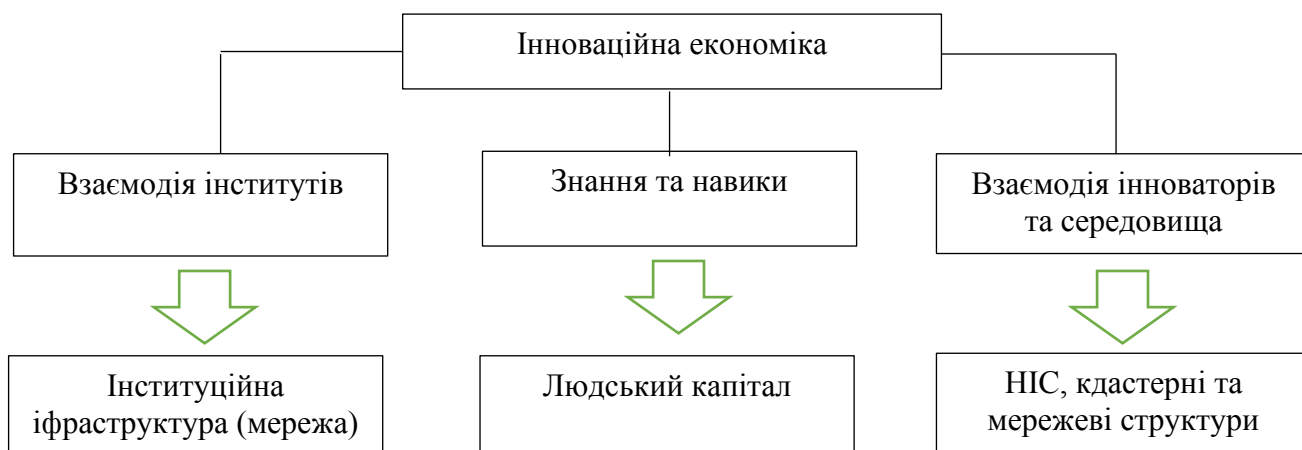 Інноваційна економіка
Взаємодія інститутів
Знання та навики
Взаємодія інноваторів
та середовища
Інституційна
іфраструктура (мережа)
Людський капітал
НІС, кдастерні та
мережеві структури